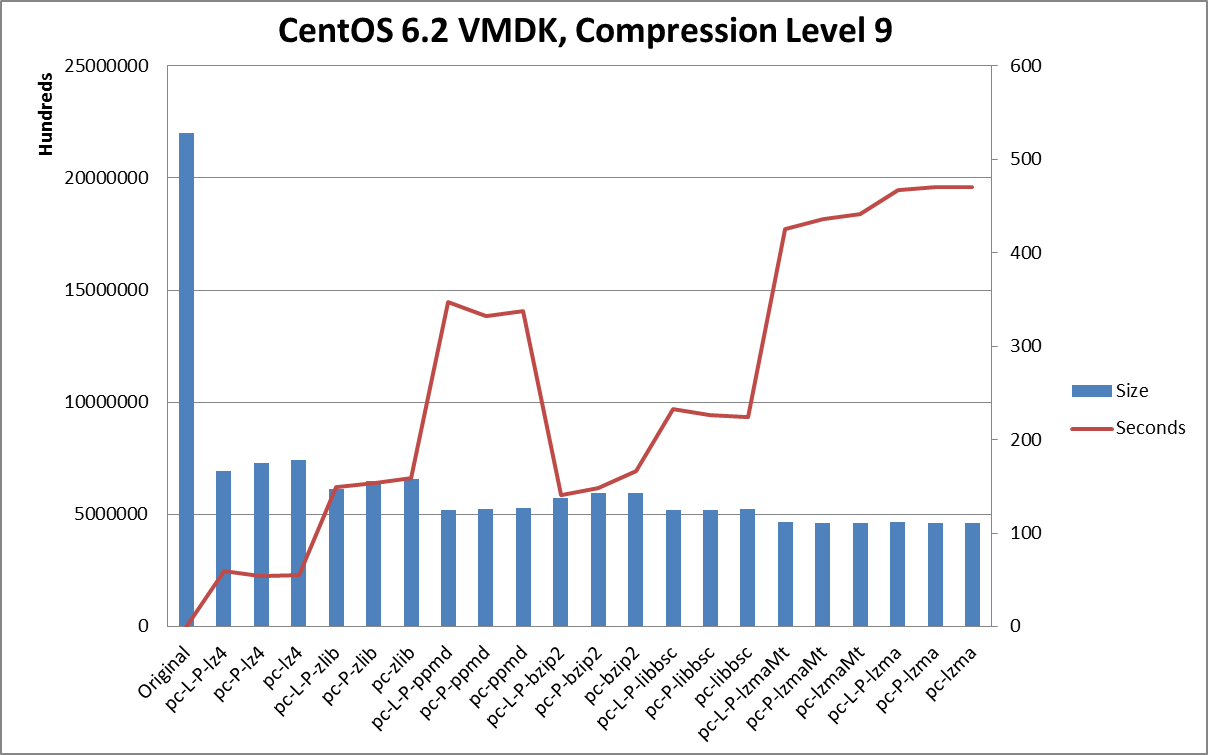 CentOS 6.2 VMDK, Compression Level 9
Hundreds
25000000
20000000
15000000
10000000
5000000
0
600
500
400
300
200
100
0
Size
Seconds
Original
pc-L-P-lz4
pc-P-lz4
pc-lz4
pc-L-P-zlib
pc-P-zlib
pc-zlib
pc-L-P-ppmd
pc-P-ppmd
pc-ppmd
pc-L-P-bzip2
pc-P-bzip2
pc-bzip2
pc-L-P-libbsc
pc-P-libbsc
pc-libbsc
pc-L-P-lzmaMt
pc-P-lzmaMt
pc-lzmaMt
pc-L-P-lzma
pc-P-lzma
pc-lzma